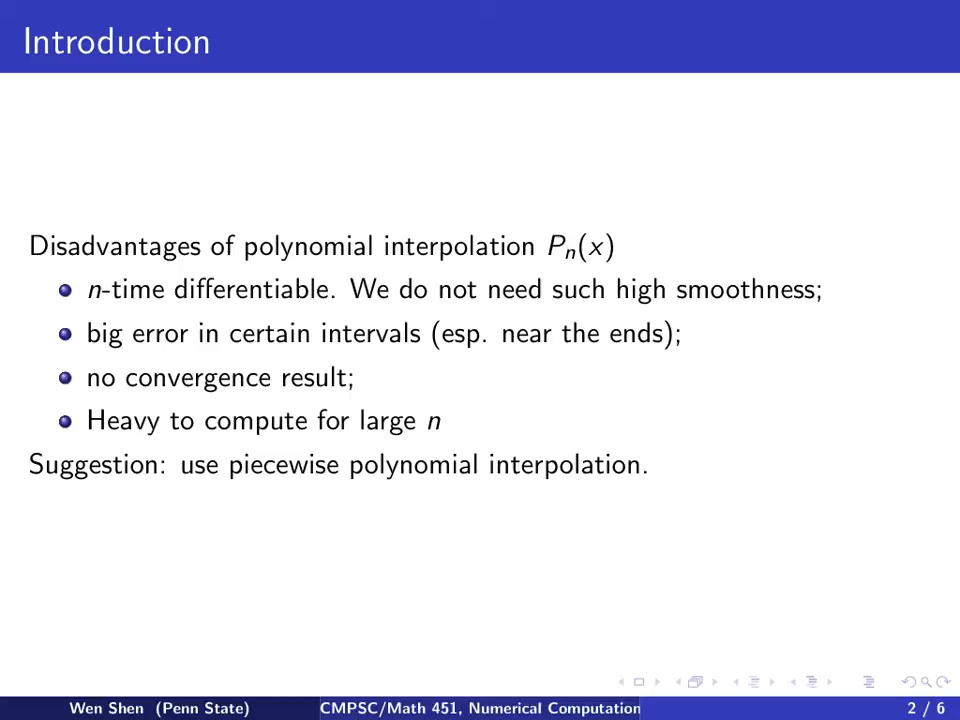 Introduction
Disadvantages of polynomial interpolation Pₙ(x)
n-time differentiable. We do not need such high smoothness;
big error in certain intervals (esp. near the ends);
no convergence result;
Heavy to compute for large n
Suggestion: use piecewise polynomial interpolation.
Wen Shen (Penn State)
CMPSC/Math 451, Numerical Computation
2 / 6